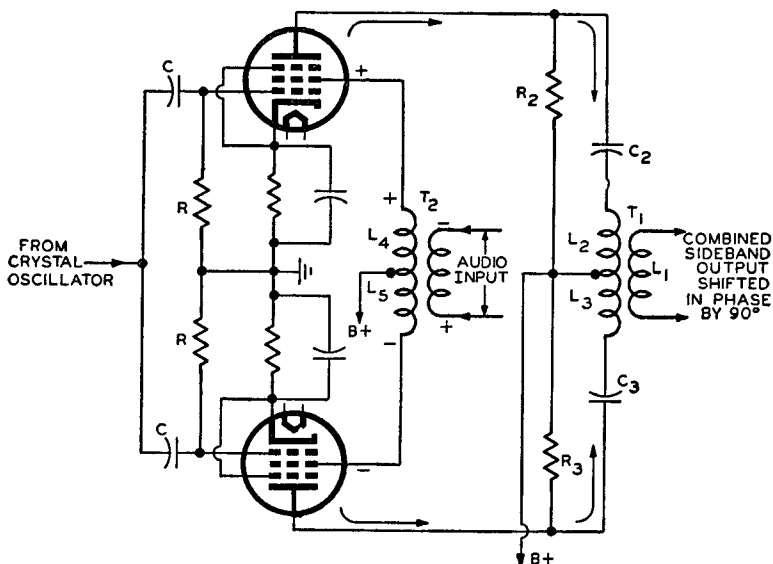 C
+
R₂
C₂
R
+
T₂
−
L₄
AUDIO
INPUT
L₅
B+
−
+
FROM
CRYSTAL
OSCILLATOR
T₁
L₂
L₁
L₃
COMBINED
SIDEBAND
OUTPUT
SHIFTED
IN PHASE
BY 90°
R
C₃
C
−
R₃
B+